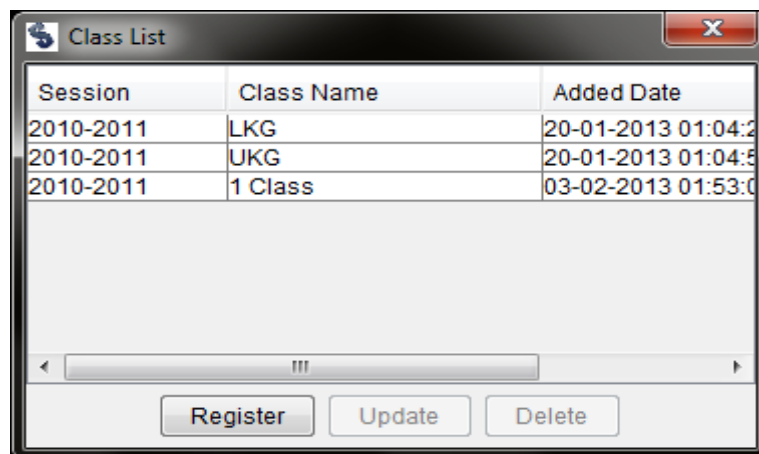 Class List
Session Class Name Added Date
2010-2011 LKG 20-01-2013 01:04:2
2010-2011 UKG 20-01-2013 01:04:5
2010-2011 1 Class 03-02-2013 01:53:0
Register Update Delete